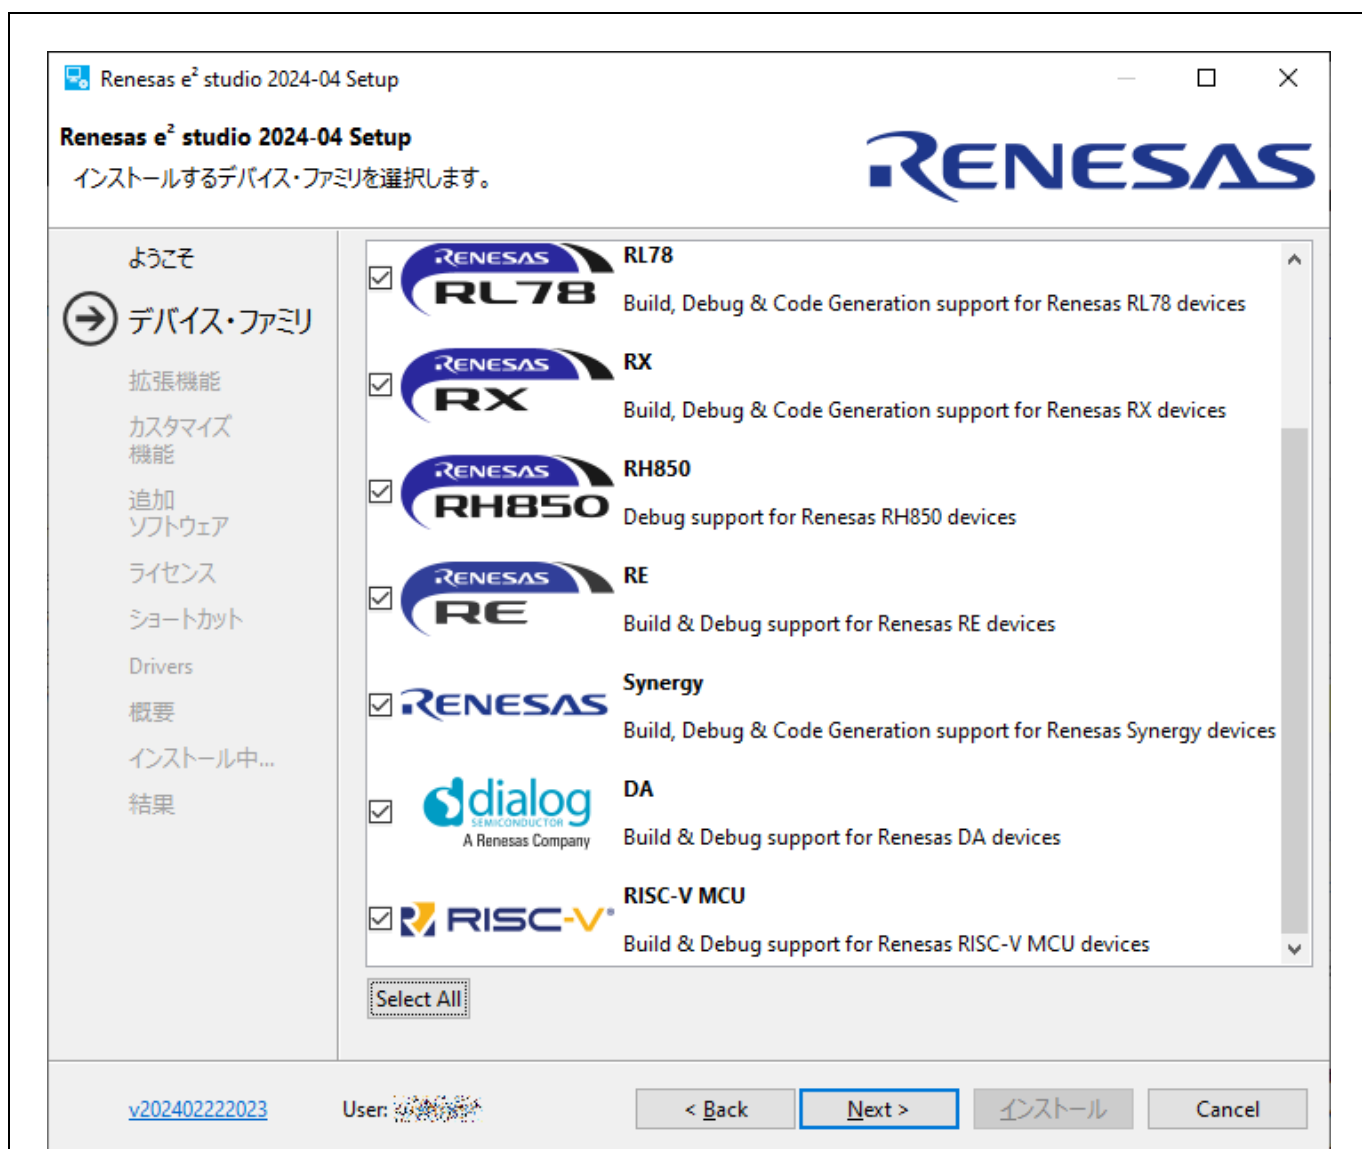 Renesas e² studio 2024-04 Setup
Renesas e² studio 2024-04 Setup
インストールするデバイス・ファミリを選択します。
RENESAS
ようこそ
デバイス・ファミリ
拡張機能
カスタマイズ
機能
追加
ソフトウェア
ライセンス
ショートカット
Drivers
概要
インストール中...
結果
RENESAS
RL78
RL78
Build, Debug & Code Generation support for Renesas RL78 devices
RENESAS
RX
RX
Build, Debug & Code Generation support for Renesas RX devices
RENESAS
RH850
RH850
Debug support for Renesas RH850 devices
RENESAS
RE
RE
Build & Debug support for Renesas RE devices
RENESAS
Synergy
Build, Debug & Code Generation support for Renesas Synergy devices
dialog
SEMICONDUCTOR
A Renesas Company
DA
Build & Debug support for Renesas DA devices
RISC-V®
RISC-V MCU
Build & Debug support for Renesas RISC-V MCU devices
Select All
v202402222023
User:
< Back
Next >
インストール
Cancel